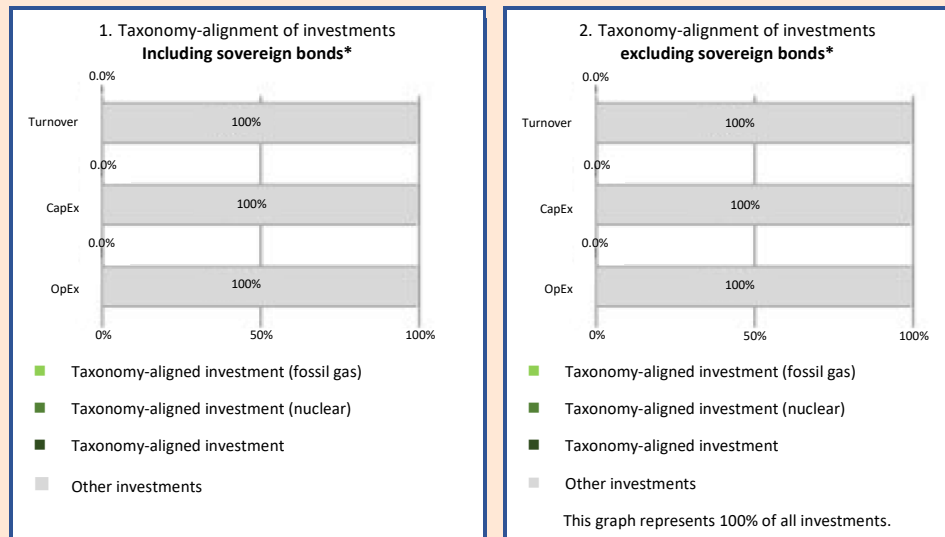 1. Taxonomy-alignment of investments
Including sovereign bonds*
0.0%
Turnover
100%
0.0%
CapEx
100%
0.0%
OpEx
100%
0%
50%
100%
Taxonomy-aligned investment (fossil gas)
Taxonomy-aligned investment (nuclear)
Taxonomy-aligned investment
Other investments
2. Taxonomy-alignment of investments
excluding sovereign bonds*
0.0%
Turnover
100%
0.0%
CapEx
100%
0.0%
OpEx
100%
0%
50%
100%
Taxonomy-aligned investment (fossil gas)
Taxonomy-aligned investment (nuclear)
Taxonomy-aligned investment
Other investments
This graph represents 100% of all investments.